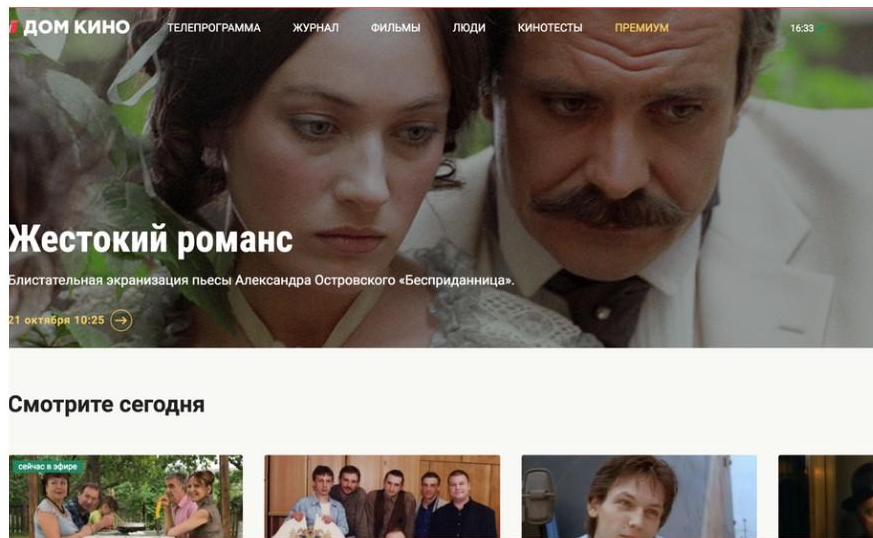 ДОМ КИНО
ТЕЛЕПРОГРАММА ЖУРНАЛ ФИЛЬМЫ ЛЮДИ КИНОТЕСТЫ ПРЕМИУМ 16:33
Жестокий романс
Блистательная экранизация пьесы Александра Островского «Бесприданница».
21 октября 10:25
Смотрите сегодня
сейчас в эфире